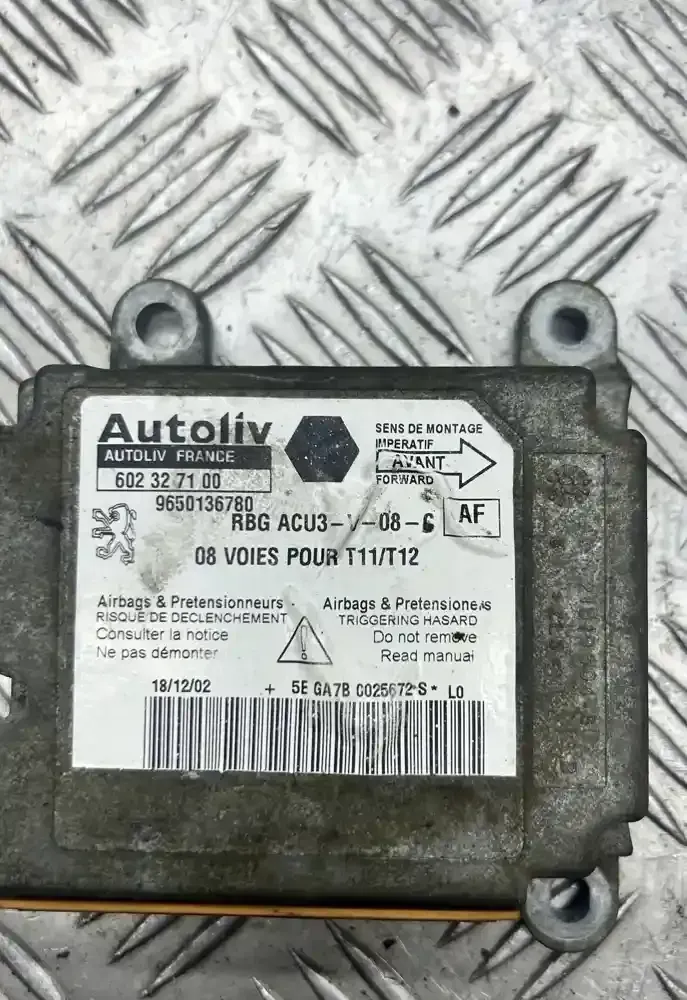 Autoliv
AUTOLIV FRANCE
602 32 71 00
9650136780
SENS DE MONTAGE
IMPERATIF
AVANT
FORWARD
RBG ACU3-V-08-C
AF
08 VOIES POUR T11/T12
Airbags & Pretensionneurs
RISQUE DE DECLENCHEMENT
Consulter la notice
Ne pas démonter
Airbags & Pretensioners
TRIGGERING HASARD
Do not remove
Read manual
18/12/02 + 5E GA7B 0025672*S* L0